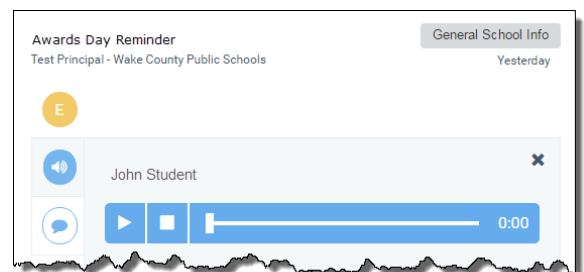 Awards Day Reminder
General School Info
Test Principal - Wake County Public Schools
Yesterday
E
John Student
0:00